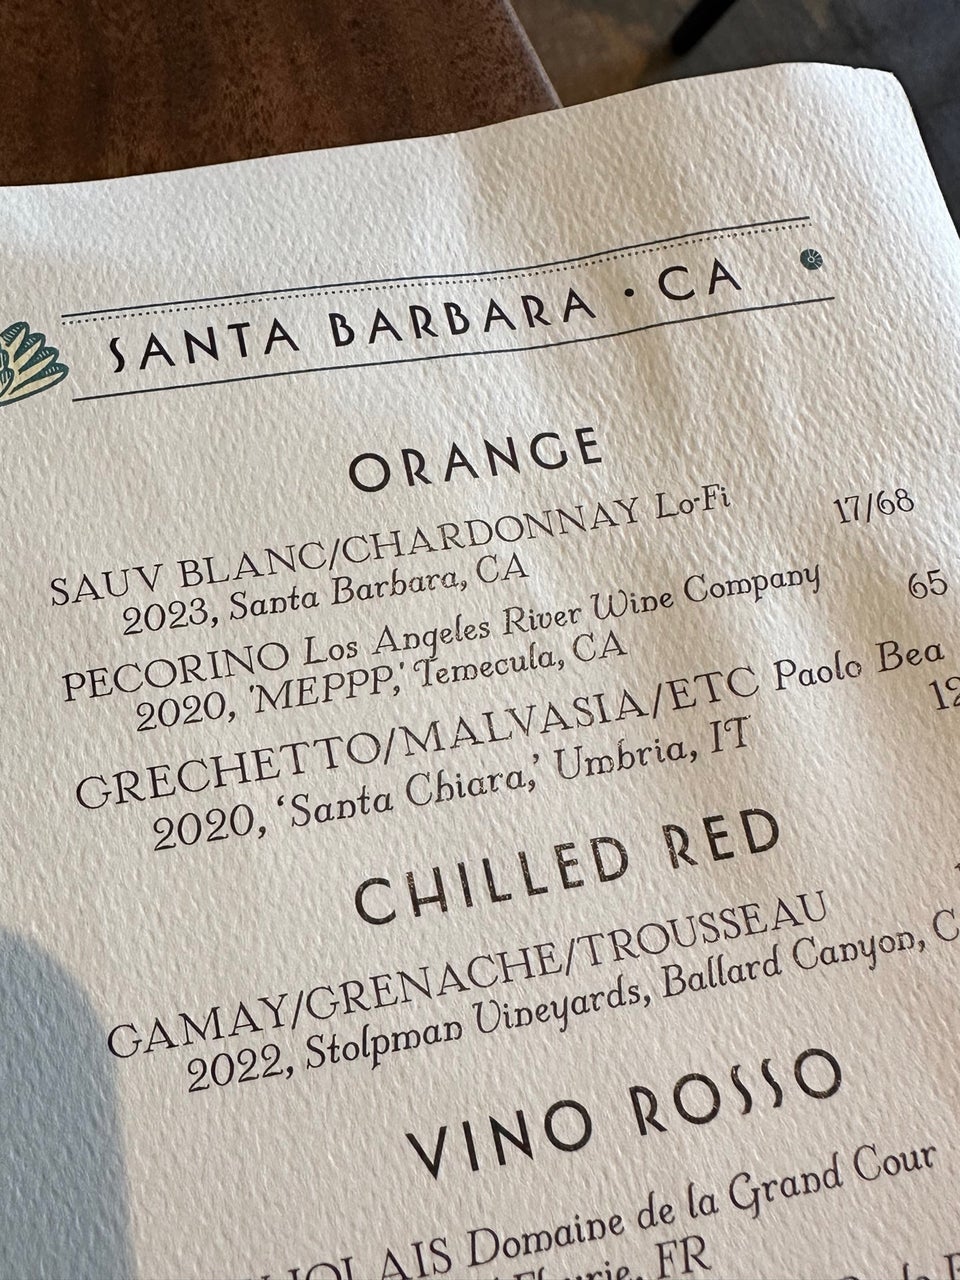 SANTA BARBARA · CA
ORANGE
SAUV BLANC/CHARDONNAY Lo-Fi 17/68
2023, Santa Barbara, CA
PECORINO Los Angeles River Wine Company 65
2020, 'MEPPP,' Temecula, CA
GRECHETTO/MALVASIA/ETC Paolo Bea
2020, ‘Santa Chiara,’ Umbria, IT
CHILLED RED
GAMAY/GRENACHE/TROUSSEAU
2022, Stolpman Vineyards, Ballard Canyon,
VINO ROSSO
Domaine de la Grand Cour
Fleurie, FR